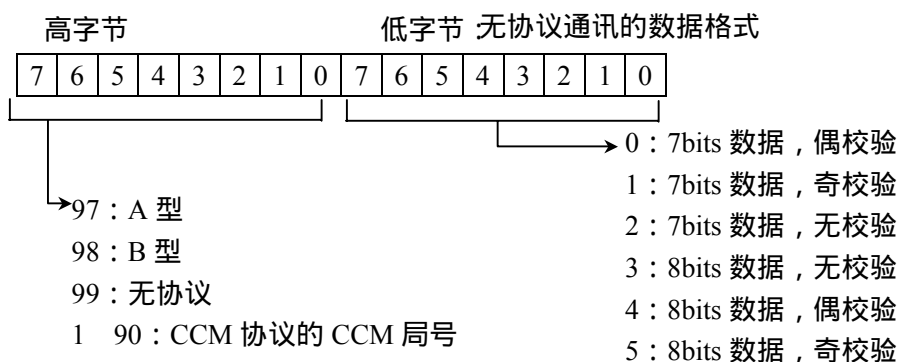 高字节
低字节：无协议通讯的数据格式
7 6 5 4 3 2 1 0 7 6 5 4 3 2 1 0
0：7bits 数据，偶校验
1：7bits 数据，奇校验
97：A 型
2：7bits 数据，无校验
98：B 型
3：8bits 数据，无校验
99：无协议
4：8bits 数据，偶校验
1 90：CCM 协议的 CCM 局号
5：8bits 数据，奇校验